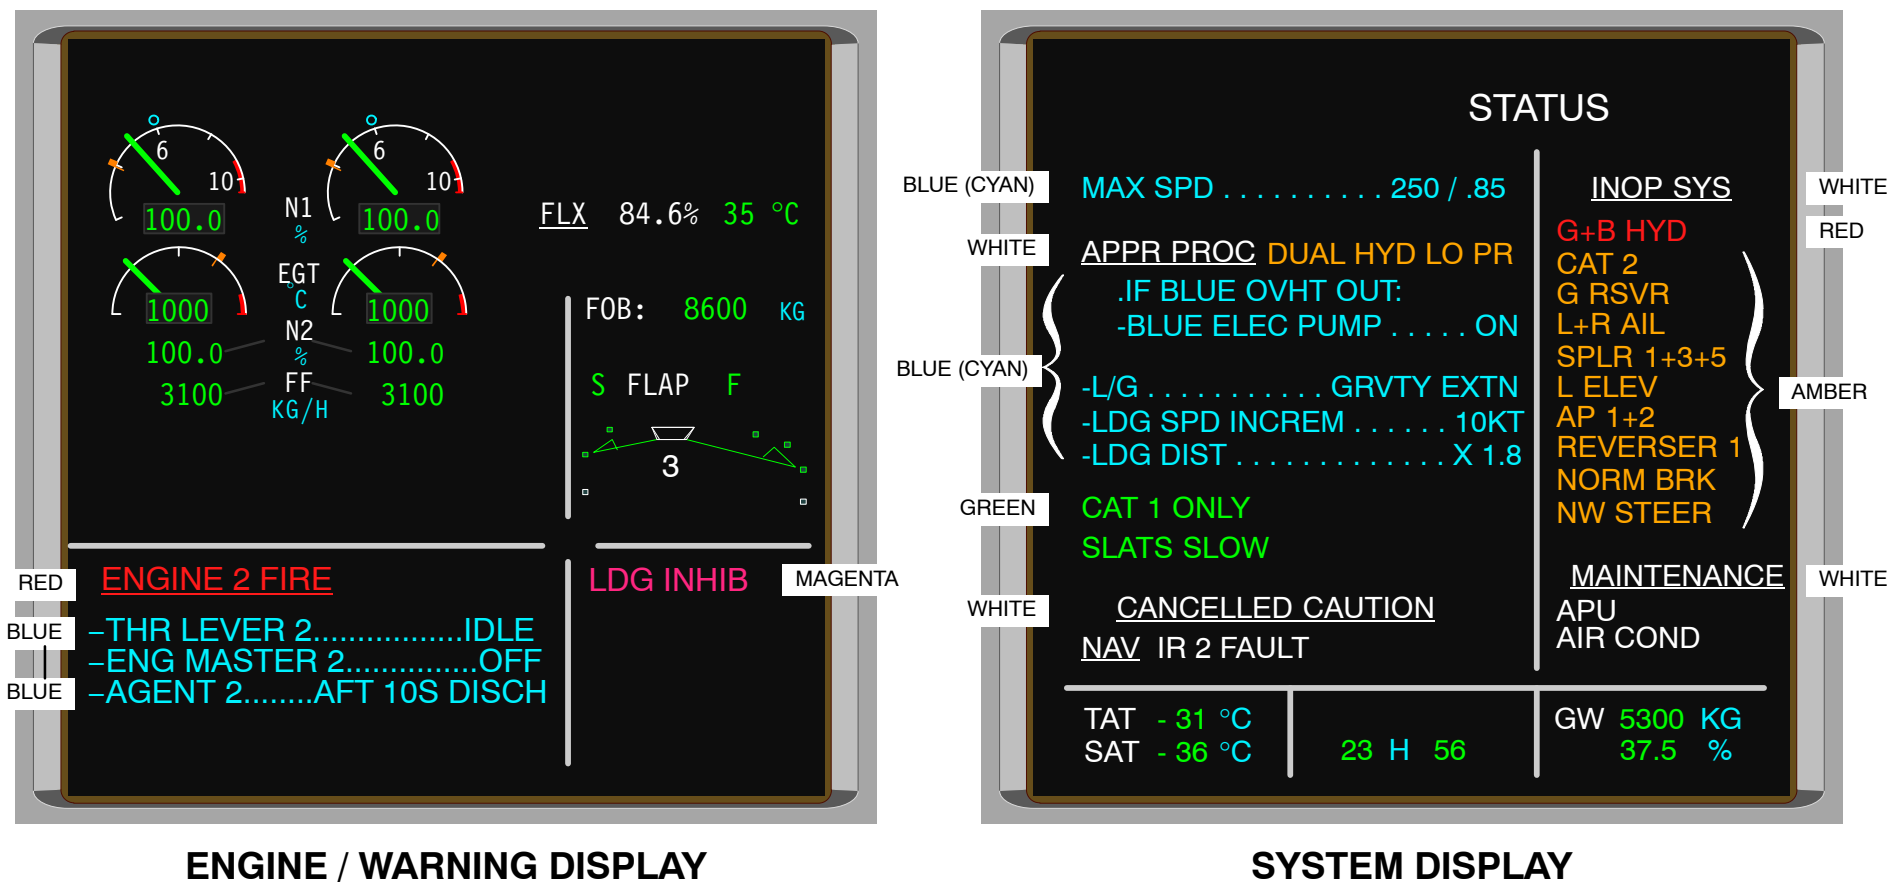 6
10
100.0
6
10
100.0
N1
%
FLX 84.6% 35 °C
1000
EGT
°C
1000
100.0
N2
%
100.0
3100
FF
KG/H
3100
FOB: 8600 KG
S FLAP F
3
RED
ENGINE 2 FIRE
BLUE
–THR LEVER 2.................IDLE
–ENG MASTER 2...............OFF
BLUE
–AGENT 2........AFT 10S DISCH
LDG INHIB
MAGENTA
ENGINE / WARNING DISPLAY
STATUS
BLUE (CYAN)
MAX SPD . . . . . . . . . . 250 / .85
WHITE
APPR PROC DUAL HYD LO PR
.IF BLUE OVHT OUT:
-BLUE ELEC PUMP . . . . . ON
BLUE (CYAN)
-L/G . . . . . . . . . . . GRVTY EXTN
-LDG SPD INCREM . . . . . . 10KT
-LDG DIST . . . . . . . . . . . . . X 1.8
GREEN
CAT 1 ONLY
SLATS SLOW
WHITE
CANCELLED CAUTION
NAV IR 2 FAULT
INOP SYS
WHITE
G+B HYD
RED
CAT 2
G RSVR
L+R AIL
SPLR 1+3+5
L ELEV
AP 1+2
REVERSER 1
NORM BRK
NW STEER
AMBER
MAINTENANCE
WHITE
APU
AIR COND
TAT - 31 °C
SAT - 36 °C
23 H 56
GW 5300 KG
37.5 %
SYSTEM DISPLAY